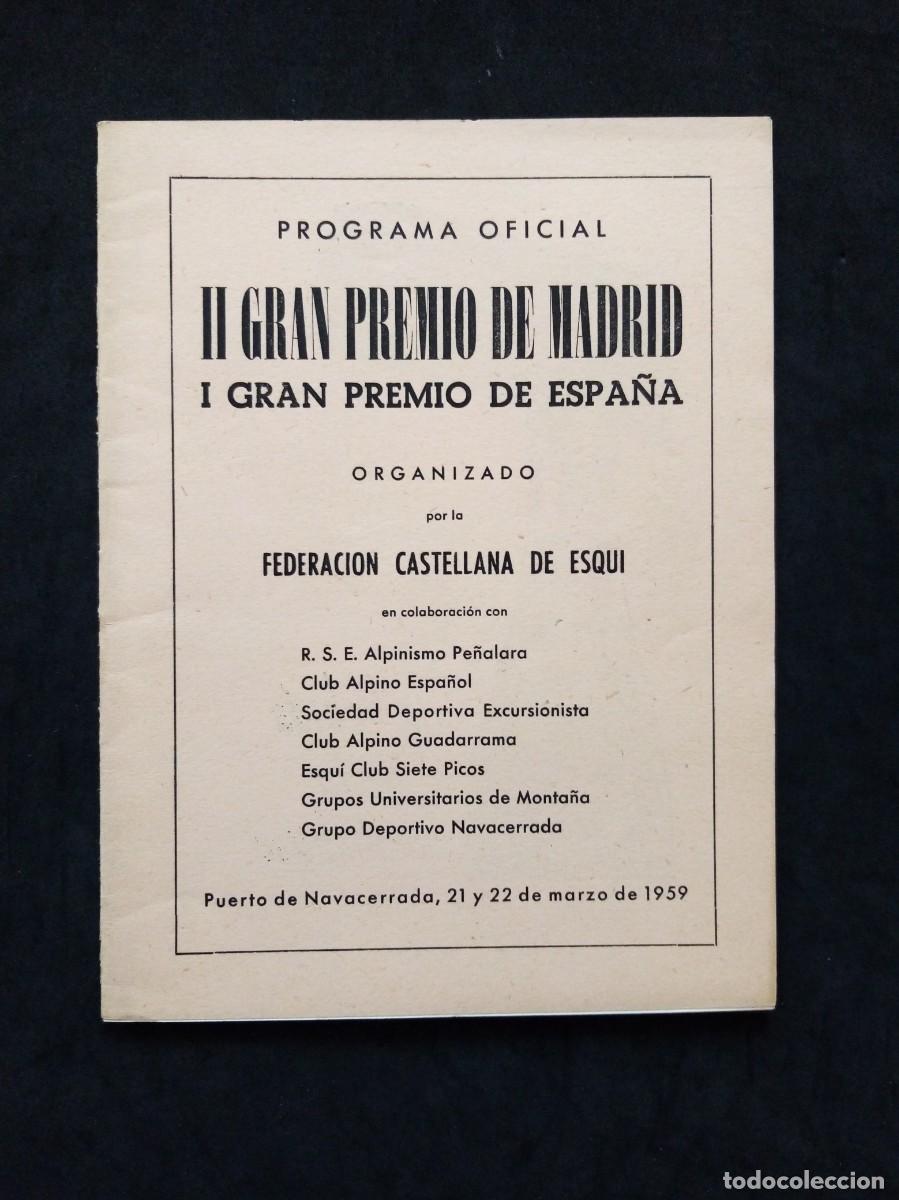 PROGRAMA OFICIAL
II GRAN PREMIO DE MADRID
I GRAN PREMIO DE ESPAÑA
ORGANIZADO
por la
FEDERACION CASTELLANA DE ESQUI
en colaboración con
R. S. E. Alpinismo Peñalara
Club Alpino Español
Sociedad Deportiva Excursionista
Club Alpino Guadarrama
Esquí Club Siete Picos
Grupos Universitarios de Montaña
Grupo Deportivo Navacerrada
Puerto de Navacerrada, 21 y 22 de marzo de 1959
todocoleccion